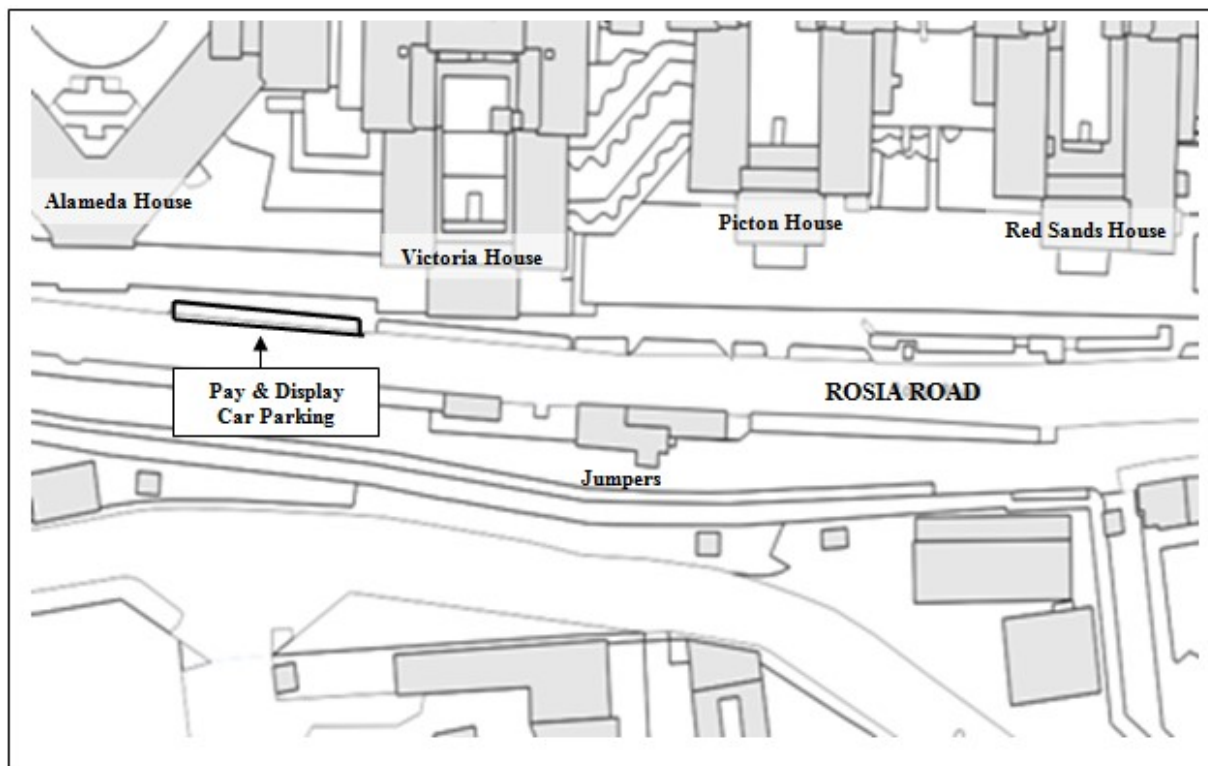 Alameda House
Picton House
Red Sands House
Victoria House
Pay & Display
Car Parking
ROSIA ROAD
Jumpers